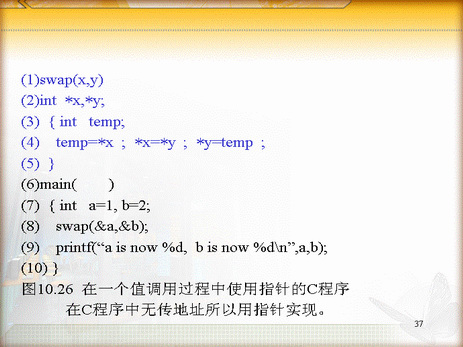 (1)swap(x,y)
(2)int *x,*y;
(3) { int temp;
(4) temp=*x ; *x=*y ; *y=temp ;
(5) }
(6)main( )
(7) { int a=1, b=2;
(8) swap(&a,&b);
(9) printf(“a is now %d, b is now %d\n”,a,b);
(10) }
图10.26 在一个值调用过程中使用指针的C程序
在C程序中无传地址所以用指针实现。
37